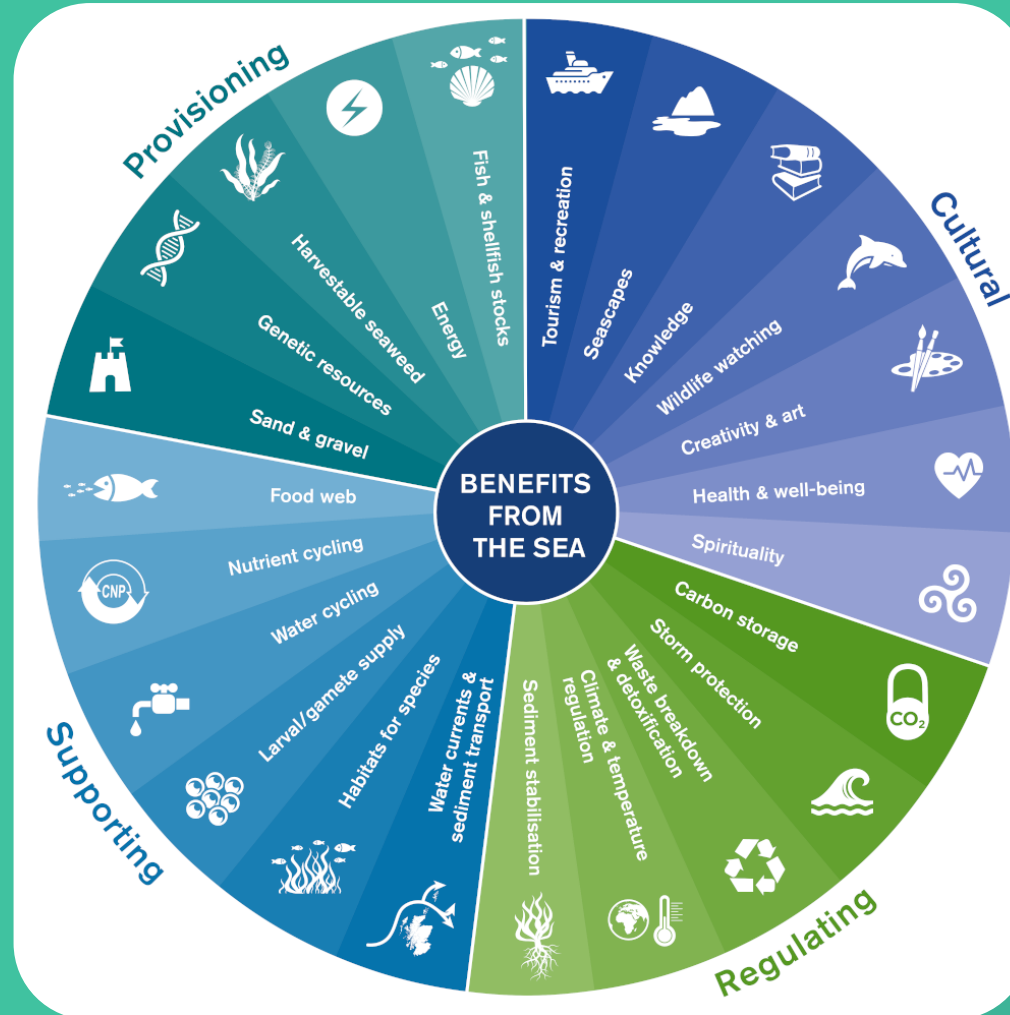 BENEFITS
FROM
THE SEA
Provisioning
Sand & gravel
Genetic resources
Harvestable seaweed
Energy
Fish & shellfish stocks
Cultural
Tourism & recreation
Seascapes
Knowledge
Wildlife watching
Creativity & art
Health & well-being
Spirituality
Regulating
Carbon storage
CO₂
Storm protection
Waste breakdown
& detoxification
Climate & temperature
regulation
Sediment stabilisation
Supporting
Water currents &
sediment transport
Habitats for species
Larval/gamete supply
Water cycling
Nutrient cycling
CNP
Food web